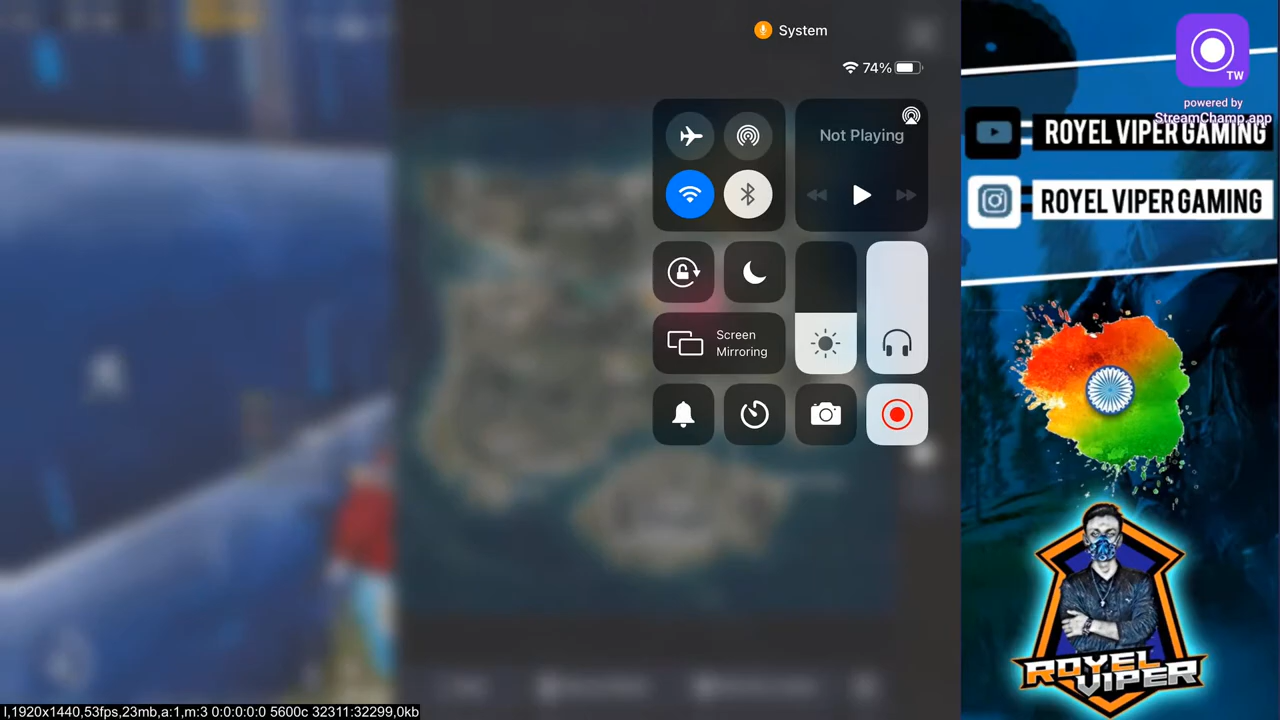 System
74%
Not Playing
Screen
Mirroring
TW
powered by
StreamChamp.app
ROYEL VIPER GAMING
ROYEL VIPER GAMING
ROYEL
VIPER
l,1920x1440,53fps,23mb,a:1,m:3 0:0:0:0:0 5600c 32311:32299,0kb